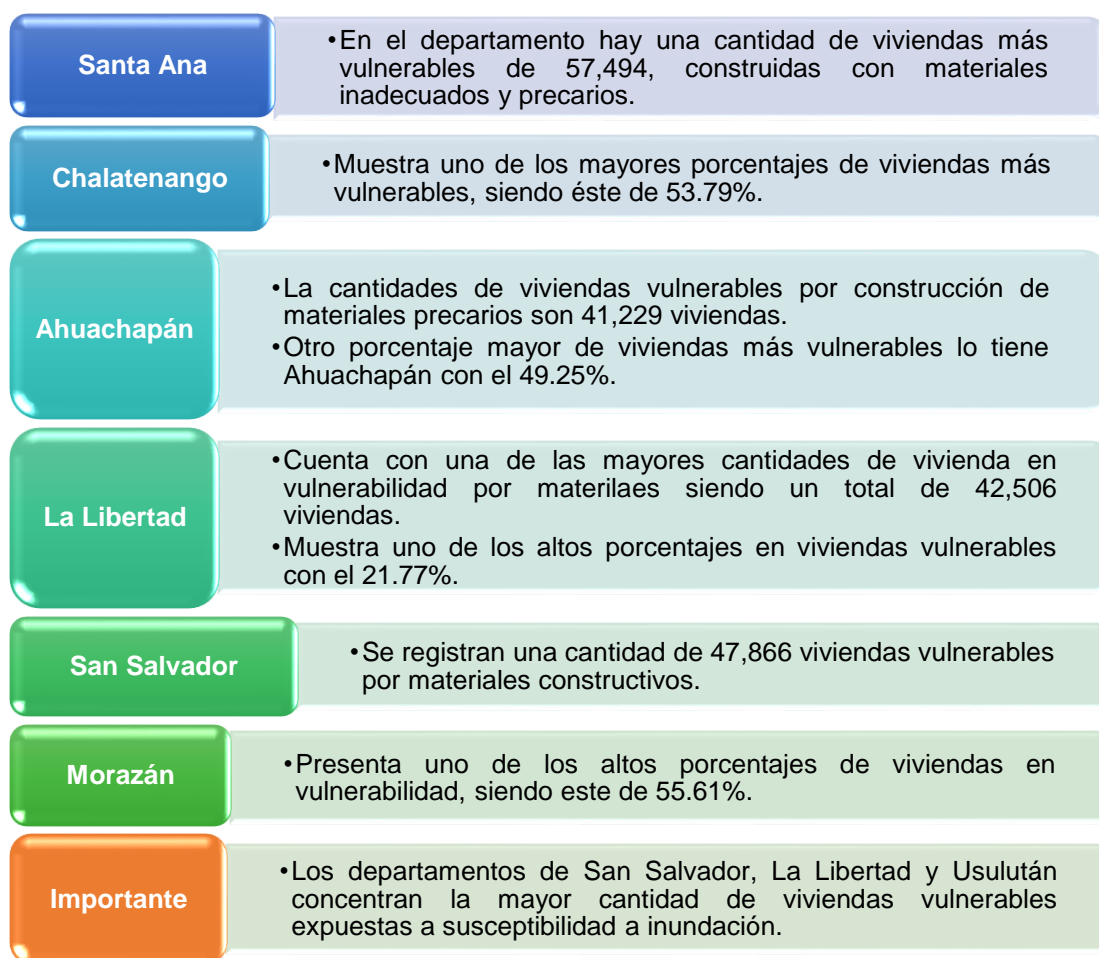 Santa Ana
•En el departamento hay una cantidad de viviendas más
vulnerables de 57,494, construidas con materiales
inadecuados y precarios.
Chalatenango
•Muestra uno de los mayores porcentajes de viviendas más
vulnerables, siendo éste de 53.79%.
Ahuachapán
•La cantidades de viviendas vulnerables por construcción de
materiales precarios son 41,229 viviendas.
•Otro porcentaje mayor de viviendas más vulnerables lo tiene
Ahuachapán con el 49.25%.
La Libertad
•Cuenta con una de las mayores cantidades de vivienda en
vulnerabilidad por materilaes siendo un total de 42,506
viviendas.
•Muestra uno de los altos porcentajes en viviendas vulnerables
con el 21.77%.
San Salvador
•Se registran una cantidad de 47,866 viviendas vulnerables
por materiales constructivos.
Morazán
•Presenta uno de los altos porcentajes de viviendas en
vulnerabilidad, siendo este de 55.61%.
Importante
•Los departamentos de San Salvador, La Libertad y Usulután
concentran la mayor cantidad de viviendas vulnerables
expuestas a susceptibilidad a inundación.